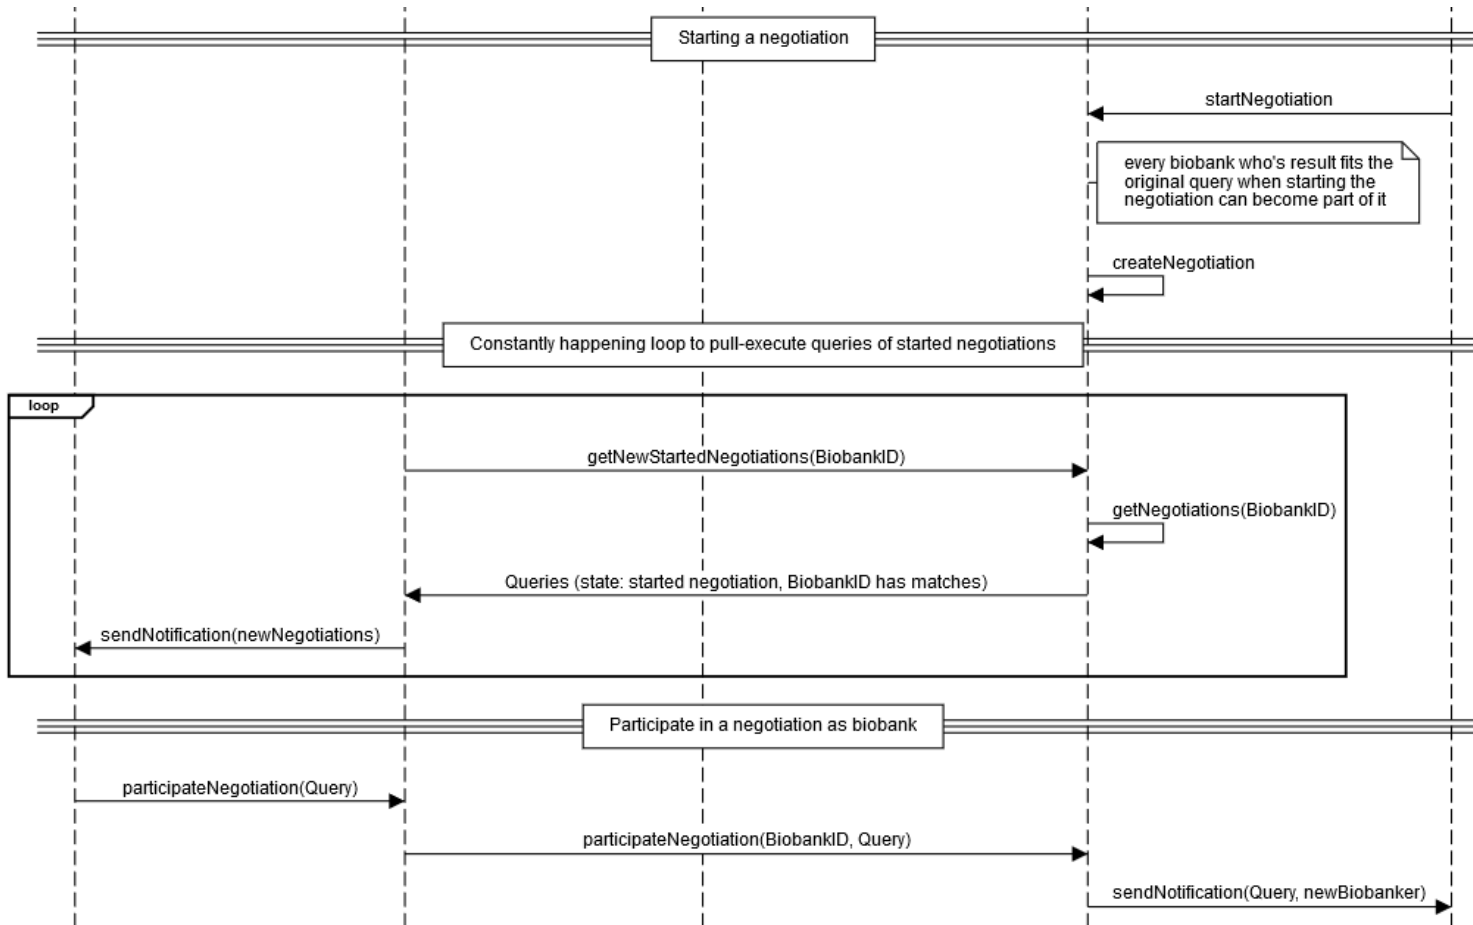 Starting a negotiation
startNegotiation
every biobank who's result fits the
original query when starting the
negotiation can become part of it
createNegotiation
Constantly happening loop to pull-execute queries of started negotiations
loop
getNewStartedNegotiations(BiobankID)
getNegotiations(BiobankID)
Queries (state: started negotiation, BiobankID has matches)
sendNotification(newNegotiations)
Participate in a negotiation as biobank
participateNegotiation(Query)
participateNegotiation(BiobankID, Query)
sendNotification(Query, newBiobanker)